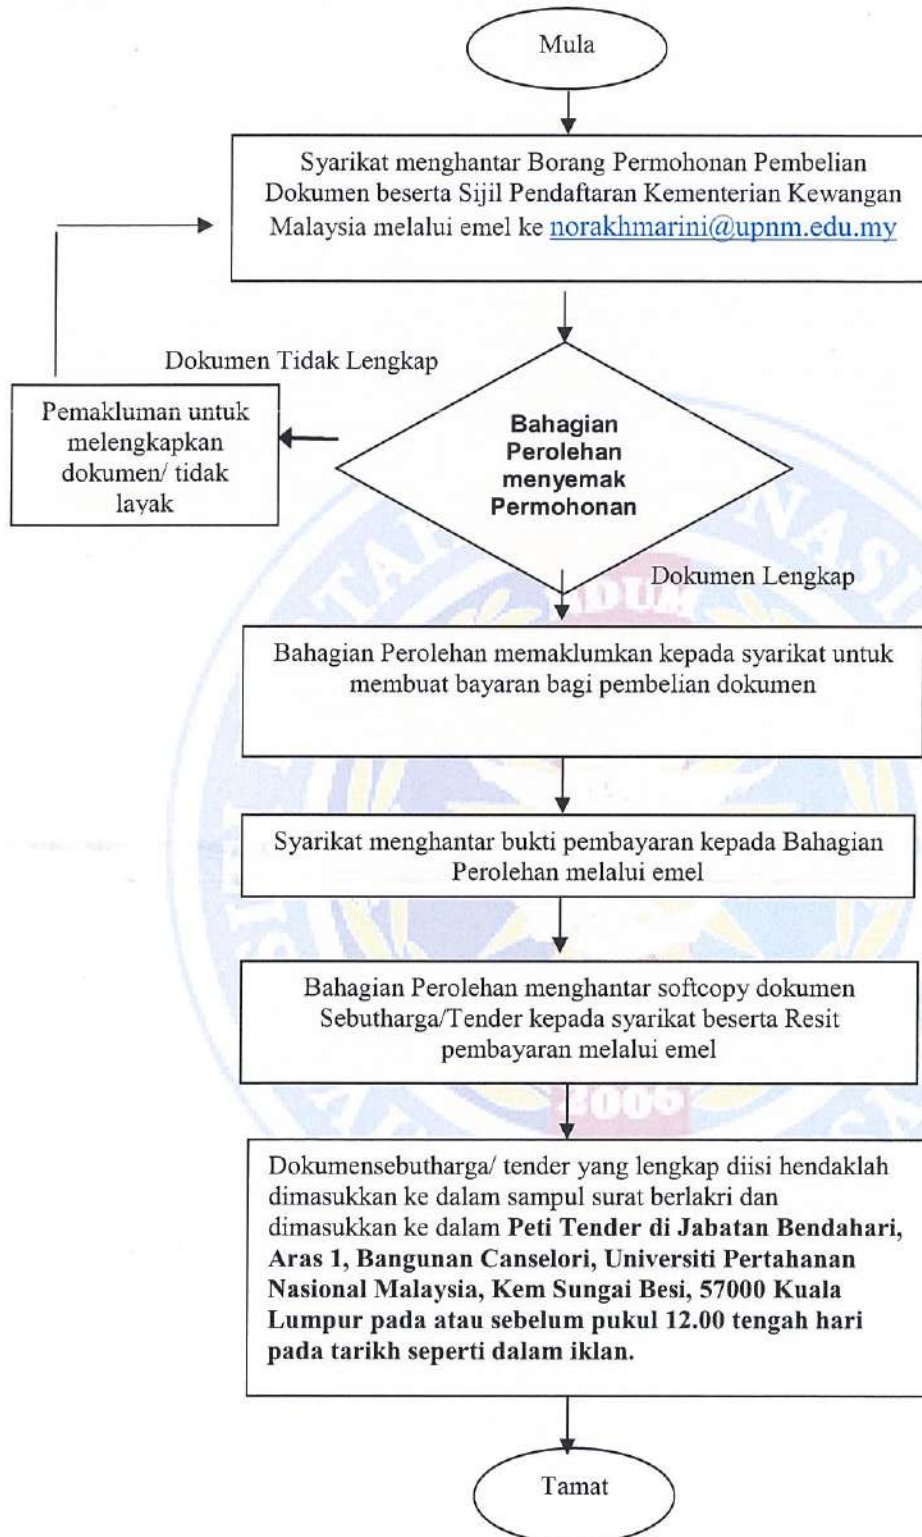 Mula
Syarikat menghantar Borang Permohonan Pembelian
Dokumen beserta Sijil Pendaftaran Kementerian Kewangan
Malaysia melalui emel ke norakhmarini@upnm.edu.my
Dokumen Tidak Lengkap
Pemakluman untuk
melengkapkan
dokumen/ tidak
layak
Bahagian
Perolehan
menyemak
Permohonan
Dokumen Lengkap
Bahagian Perolehan memaklumkan kepada syarikat untuk
membuat bayaran bagi pembelian dokumen
Syarikat menghantar bukti pembayaran kepada Bahagian
Perolehan melalui emel
Bahagian Perolehan menghantar softcopy dokumen
Sebutharga/Tender kepada syarikat beserta Resit
pembayaran melalui emel
2006
Dokumensebutharga/ tender yang lengkap diisi hendaklah
dimasukkan ke dalam sampul surat berlakri dan
dimasukkan ke dalam Peti Tender di Jabatan Bendahari,
Aras 1, Bangunan Canselori, Universiti Pertahanan
Nasional Malaysia, Kem Sungai Besi, 57000 Kuala
Lumpur pada atau sebelum pukul 12.00 tengah hari
pada tarikh seperti dalam iklan.
Tamat